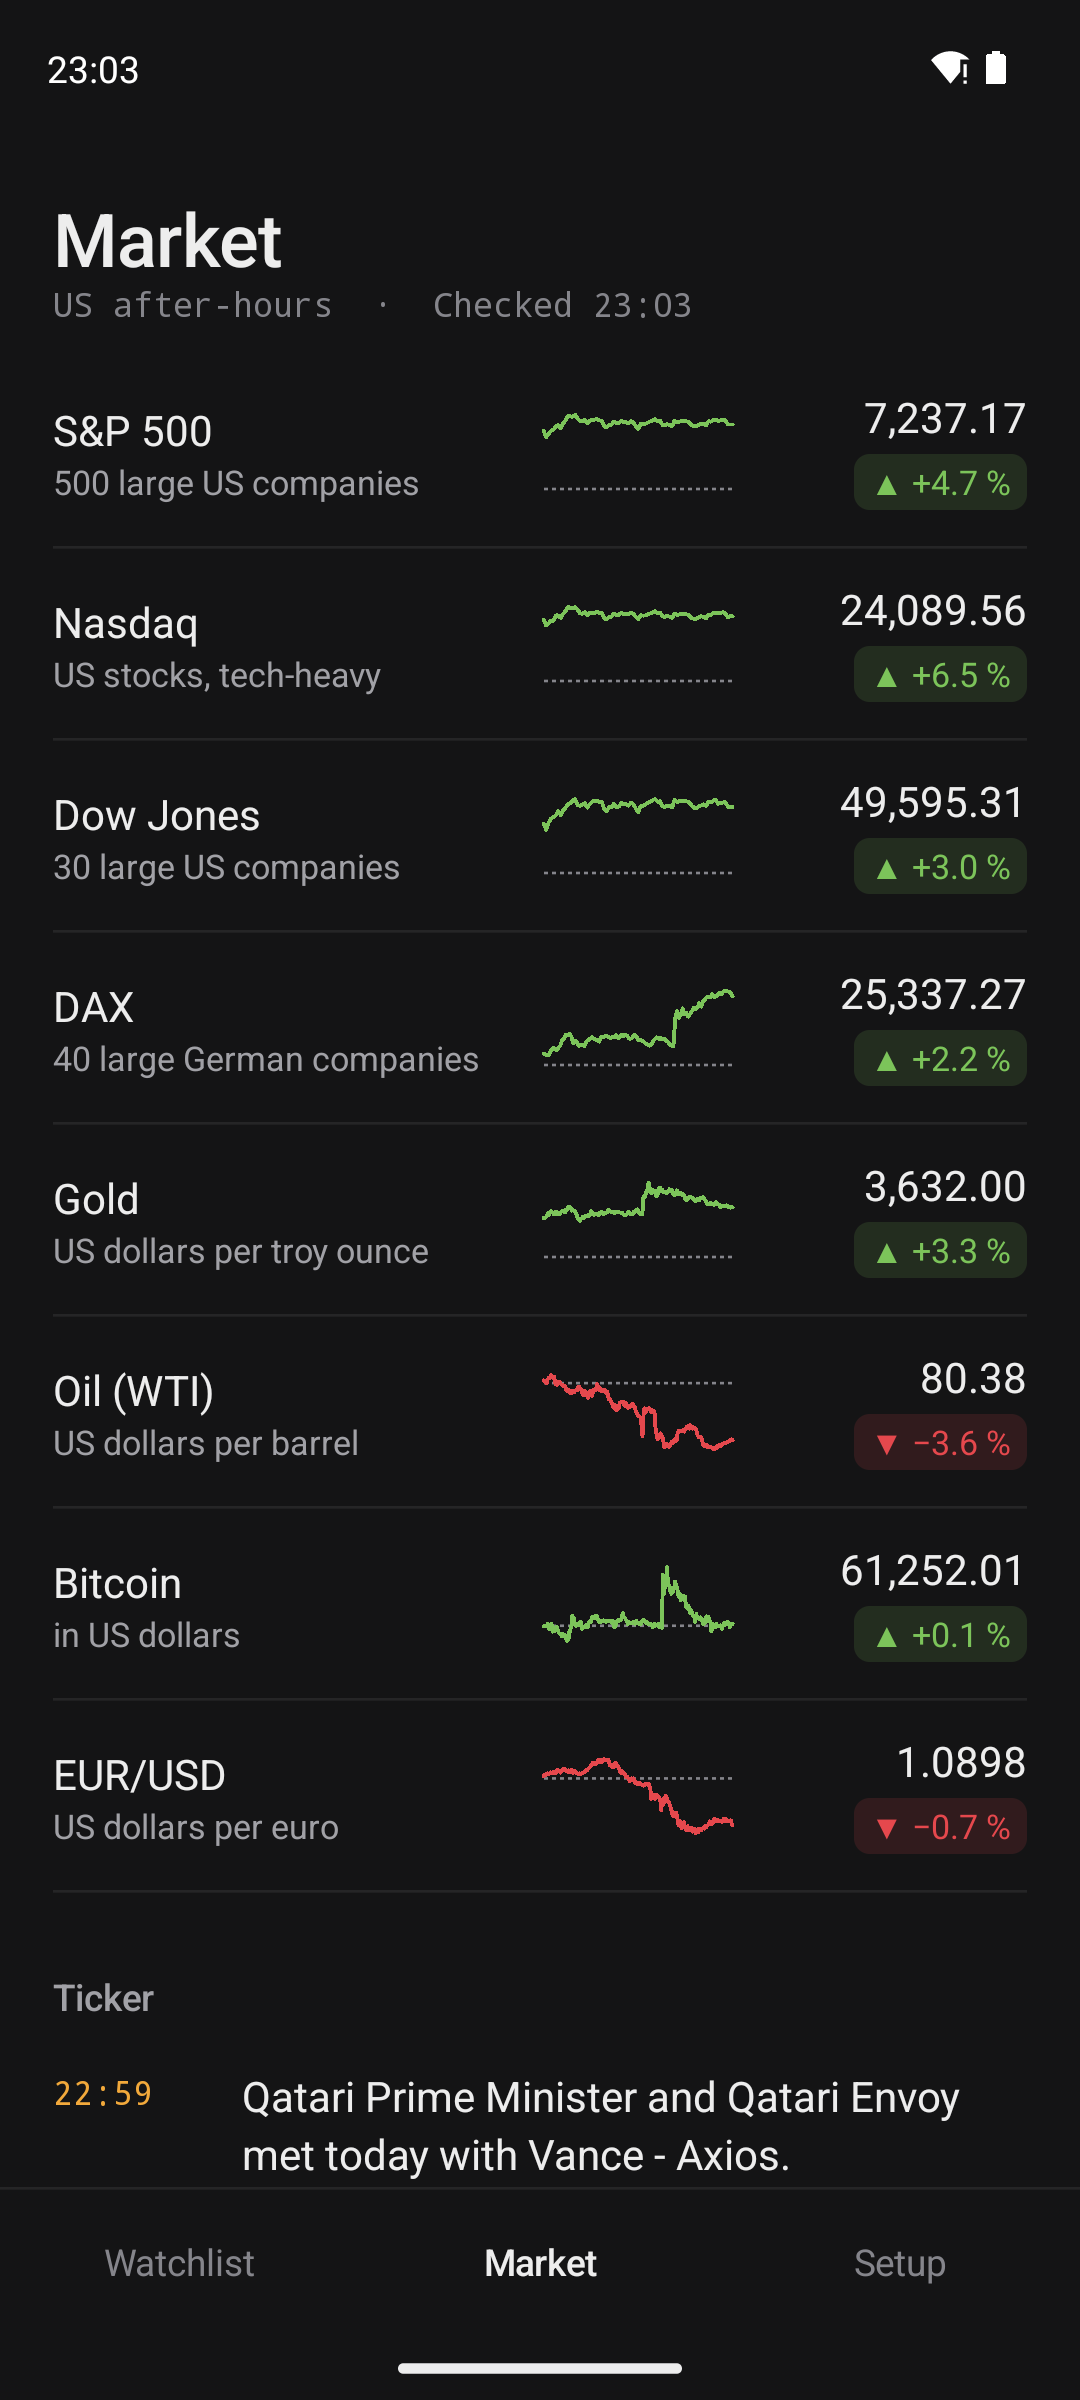 23:03
Market
US after-hours · Checked 23:03
S&P 500
500 large US companies
7,237.17
▲ +4.7 %
Nasdaq
US stocks, tech-heavy
24,089.56
▲ +6.5 %
Dow Jones
30 large US companies
49,595.31
▲ +3.0 %
DAX
40 large German companies
25,337.27
▲ +2.2 %
Gold
US dollars per troy ounce
3,632.00
▲ +3.3 %
Oil (WTI)
US dollars per barrel
80.38
▼ −3.6 %
Bitcoin
in US dollars
61,252.01
▲ +0.1 %
EUR/USD
US dollars per euro
1.0898
▼ −0.7 %
Ticker
22:59
Qatari Prime Minister and Qatari Envoy
met today with Vance - Axios.
Watchlist
Market
Setup